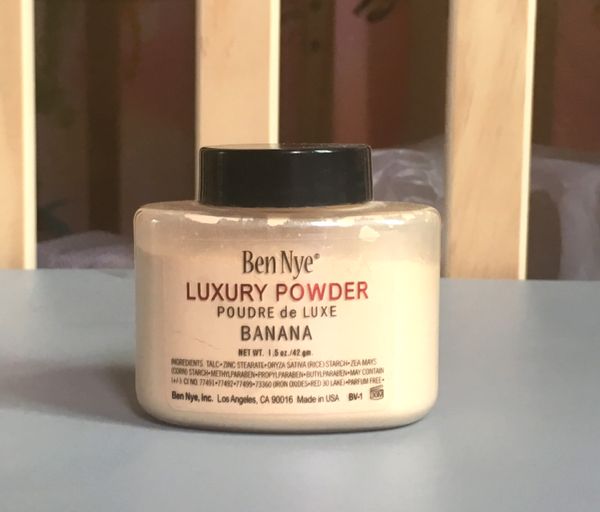 Ben Nye®
LUXURY POWDER
POUDRE de LUXE
BANANA
NET WT. 1.5 oz./42 gm.
INGREDIENTS TALC•ZINC STEARATE•ORYZA SATIVA (RICE) STARCH•ZEA MAYS
(CORN) STARCH•METHYLPARABEN•PROPYLPARABEN•BUTYLPARABEN•MAY CONTAIN
(+/-) CI NO. 77491•77492•77499•73360 (IRON OXIDES•RED 30 LAKE)•PARFUM FREE•
Ben Nye, Inc. Los Angeles, CA 90016 Made in USA BV-1